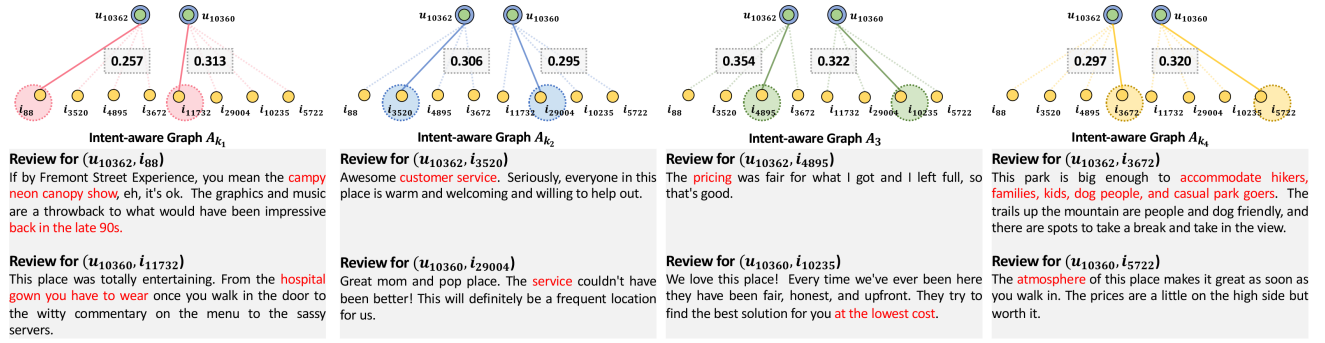 u10362 u10360
0.257 0.313
i88 i3520 i4895 i3672 i11732 i29004 i10235 i5722
Intent-aware Graph Ak1
Review for (u10362, i88)
If by Fremont Street Experience, you mean the campy
neon canopy show, eh, it's ok. The graphics and music
are a throwback to what would have been impressive
back in the late 90s.
Review for (u10360, i11732)
This place was totally entertaining. From the hospital
gown you have to wear once you walk in the door to
the witty commentary on the menu to the sassy
servers.
u10362 u10360
0.306 0.295
i88 i3520 i4895 i3672 i11732 i29004 i10235 i5722
Intent-aware Graph Ak2
Review for (u10362, i3520)
Awesome customer service. Seriously, everyone in this
place is warm and welcoming and willing to help out.
Review for (u10360, i29004)
Great mom and pop place. The service couldn't have
been better! This will definitely be a frequent location
for us.
u10362 u10360
0.354 0.322
i88 i3520 i4895 i3672 i11732 i29004 i10235 i5722
Intent-aware Graph A3
Review for (u10362, i4895)
The pricing was fair for what I got and I left full, so
that's good.
Review for (u10360, i10235)
We love this place! Every time we've ever been here
they have been fair, honest, and upfront. They try to
find the best solution for you at the lowest cost.
u10362 u10360
0.297 0.320
i88 i3520 i4895 i3672 i11732 i29004 i10235 i5722
Intent-aware Graph Ak4
Review for (u10362, i3672)
This park is big enough to accommodate hikers,
families, kids, dog people, and casual park goers. The
trails up the mountain are people and dog friendly, and
there are spots to take a break and take in the view.
Review for (u10360, i5722)
The atmosphere of this place makes it great as soon as
you walk in. The prices are a little on the high side but
worth it.